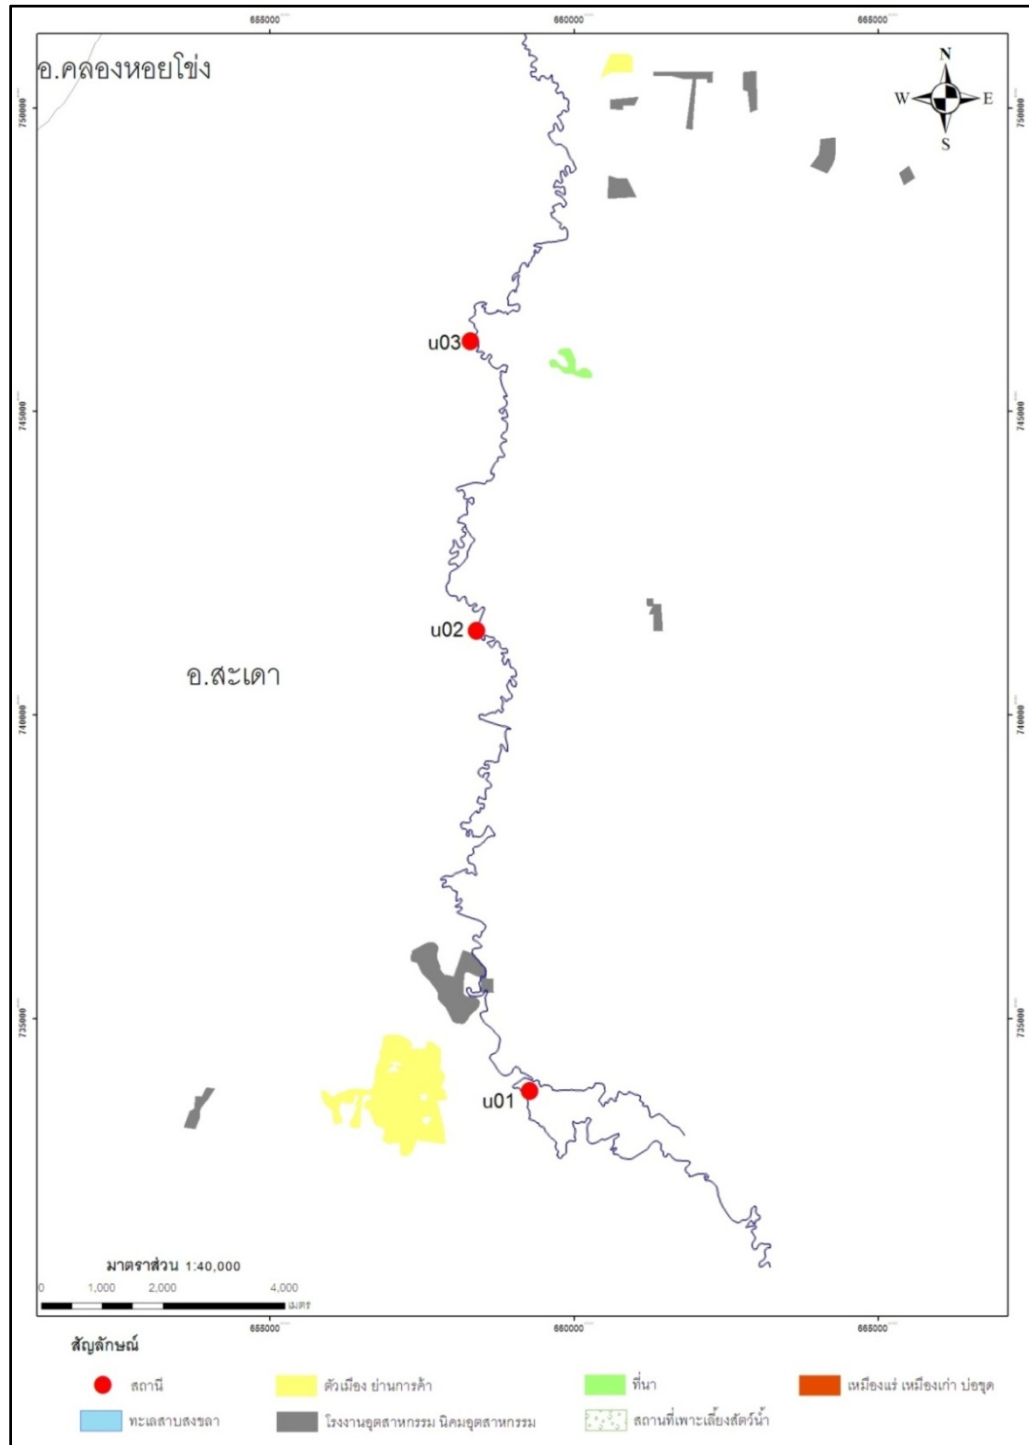 655000 660000 665000
อ.คลองหอยโข่ง
N
W E
S
750000 750000
u03
745000 745000
u02
อ.สะเดา
740000 740000
735000 735000
u01
มาตราส่วน 1:40,000
0 1,000 2,000 4,000
เมตร
655000 660000 665000
สัญลักษณ์
สถานี ตัวเมือง ย่านการค้า ที่นา เหมืองแร่ เหมืองเก่า บ่อขุด
ทะเลสาบสงขลา โรงงานอุตสาหกรรม นิคมอุตสาหกรรม สถานที่เพาะเลี้ยงสัตว์น้ำ